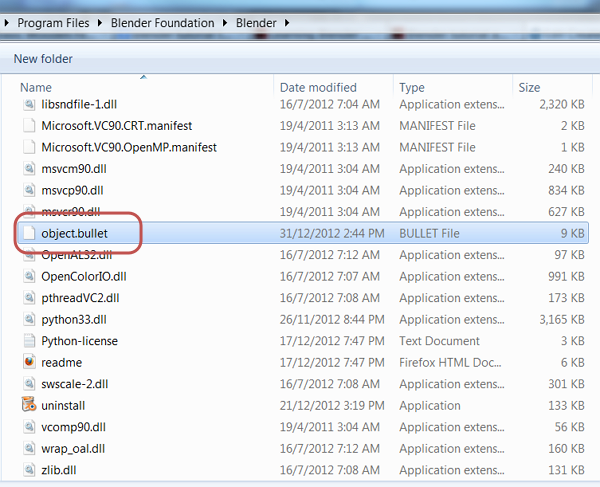 Program Files ▸ Blender Foundation ▸ Blender ▸
New folder
Name Date modified Type Size
libsndfile-1.dll 16/7/2012 7:04 AM Application extens... 2,320 KB
Microsoft.VC90.CRT.manifest 19/4/2011 3:13 AM MANIFEST File 2 KB
Microsoft.VC90.OpenMP.manifest 19/4/2011 3:13 AM MANIFEST File 1 KB
msvcm90.dll 19/4/2011 3:04 AM Application extens... 240 KB
msvcp90.dll 19/4/2011 3:04 AM Application extens... 834 KB
msvcr90.dll 19/4/2011 3:04 AM Application extens... 627 KB
object.bullet 31/12/2012 2:44 PM BULLET File 9 KB
OpenAL32.dll 16/7/2012 7:12 AM Application extens... 97 KB
OpenColorIO.dll 16/7/2012 7:07 AM Application extens... 991 KB
pthreadVC2.dll 16/7/2012 7:08 AM Application extens... 173 KB
python33.dll 26/11/2012 8:44 PM Application extens... 3,165 KB
Python-license 17/12/2012 7:47 PM Text Document 3 KB
readme 17/12/2012 7:47 PM Firefox HTML Doc... 6 KB
swscale-2.dll 16/7/2012 7:08 AM Application extens... 301 KB
uninstall 21/12/2012 3:19 PM Application 133 KB
vcomp90.dll 19/4/2011 3:04 AM Application extens... 56 KB
wrap_oal.dll 16/7/2012 7:12 AM Application extens... 160 KB
zlib.dll 16/7/2012 7:08 AM Application extens... 131 KB